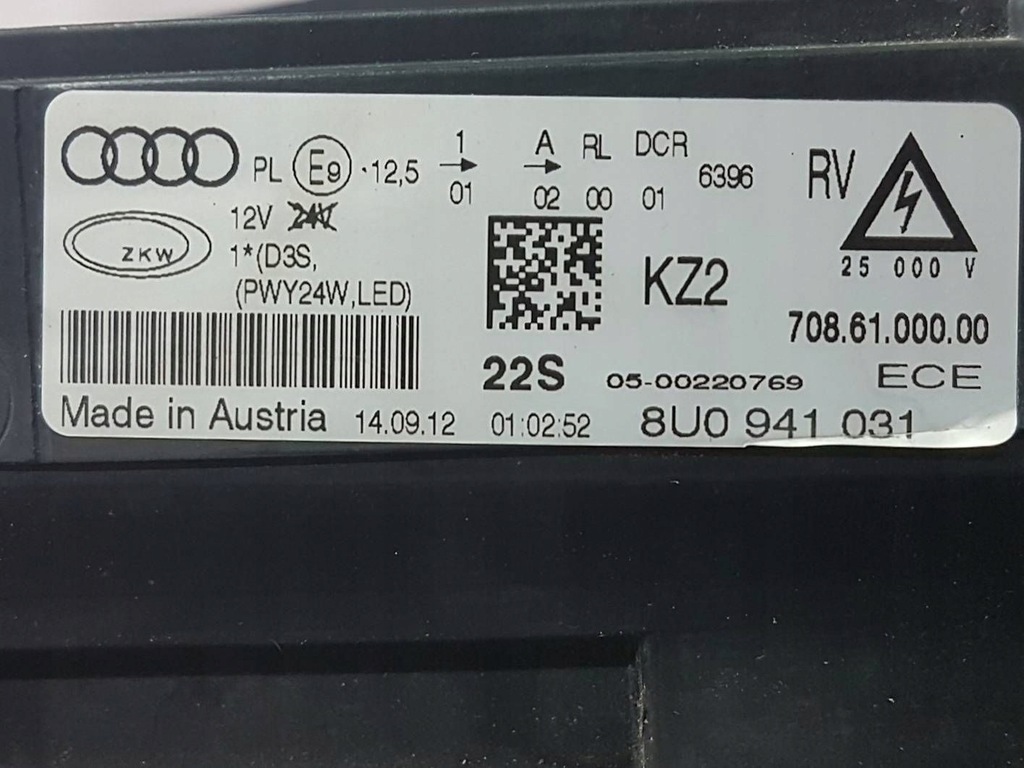 PL E9 ·12,5 1 A RL DCR 6396 RV
01 02 00 01
12V 24V
ZKW 1*(D3S,
(PWY24W,LED)
KZ2
25 000 V
708.61.000.00
22S 05-00220769 ECE
Made in Austria 14.09.12 01:02:52 8U0 941 031